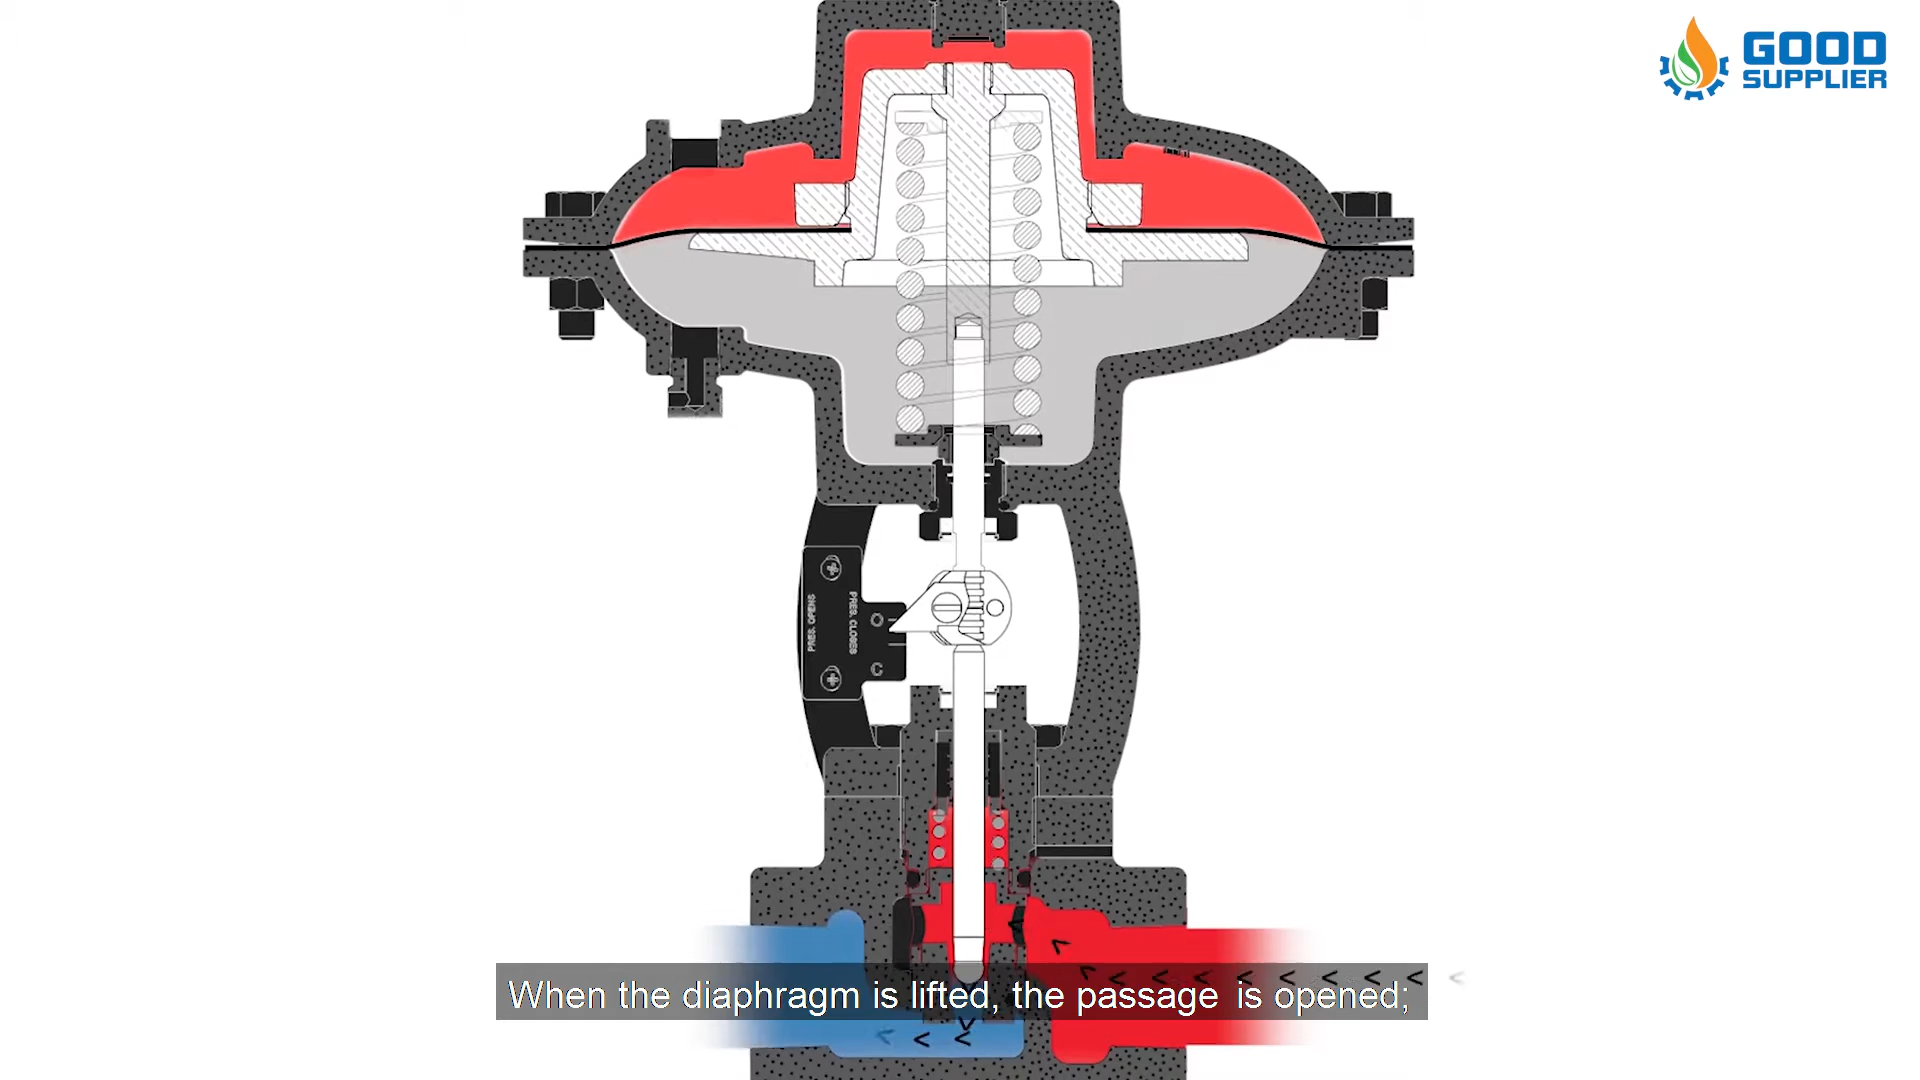 GOOD
SUPPLIER
PRES. OPENS
PRES. CLOSES
O
C
When the diaphragm is lifted, the passage is opened;